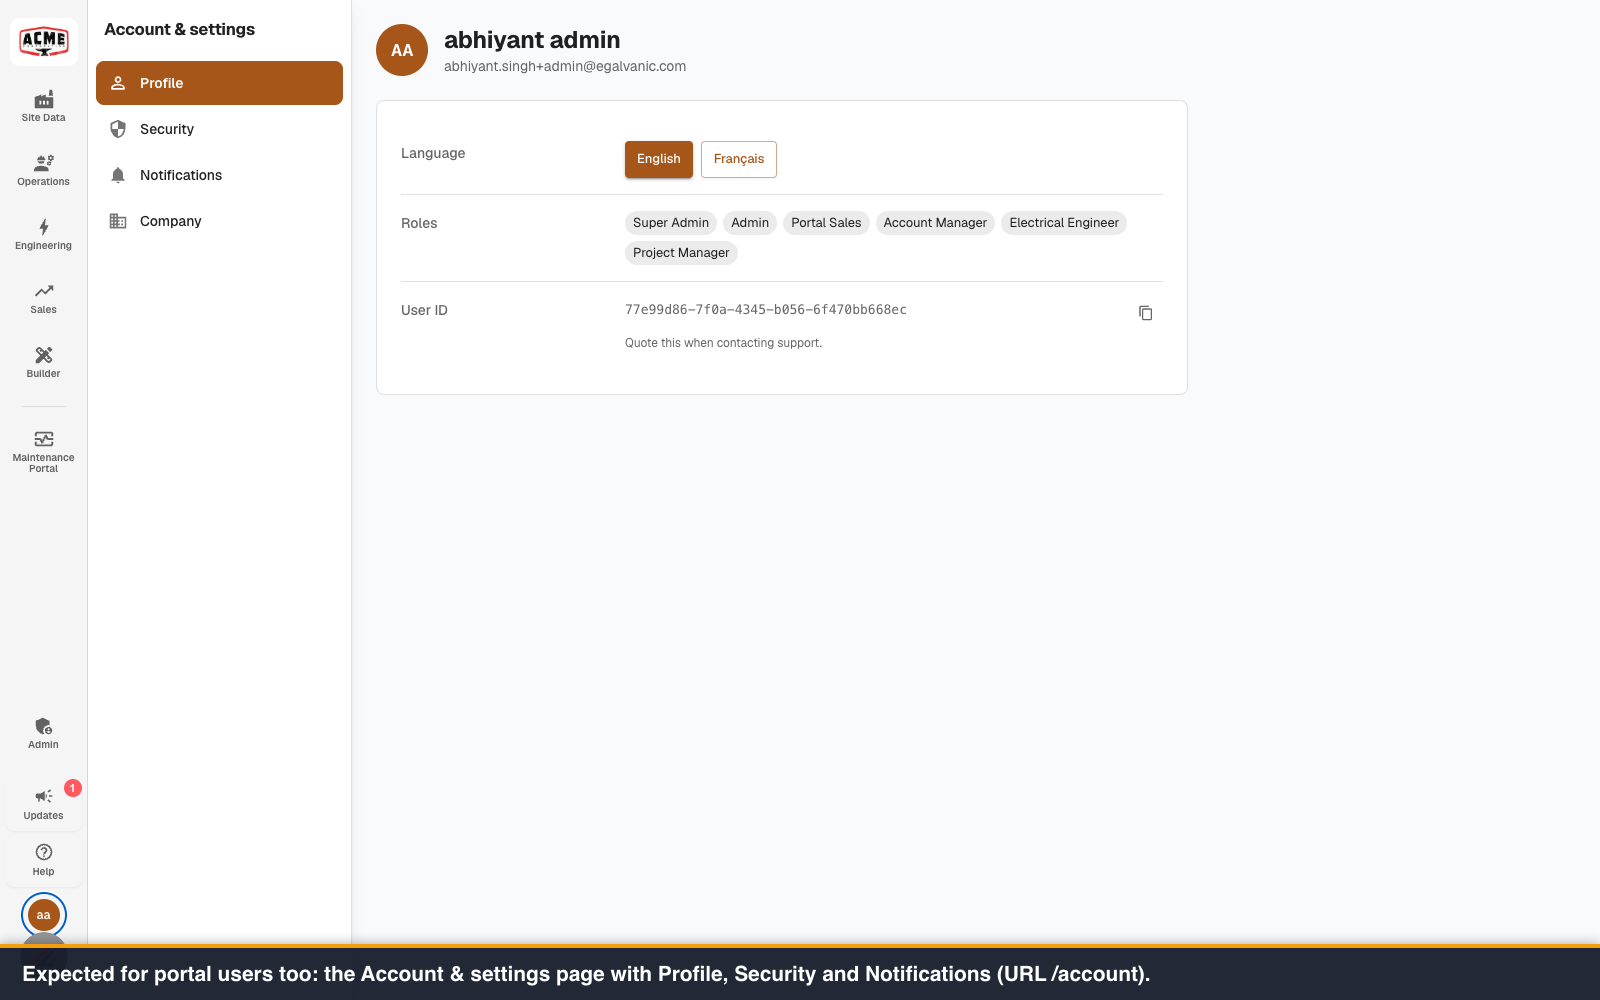 ACME
Site Data
Operations
Engineering
Sales
Builder
Maintenance
Portal
Admin
1
Updates
Help
aa
Account & settings
Profile
Security
Notifications
Company
AA
abhiyant admin
abhiyant.singh+admin@egalvanic.com
Language
English
Français
Roles
Super Admin
Admin
Portal Sales
Account Manager
Electrical Engineer
Project Manager
User ID
77e99d86-7f0a-4345-b056-6f470bb668ec
Quote this when contacting support.
Expected for portal users too: the Account & settings page with Profile, Security and Notifications (URL /account).